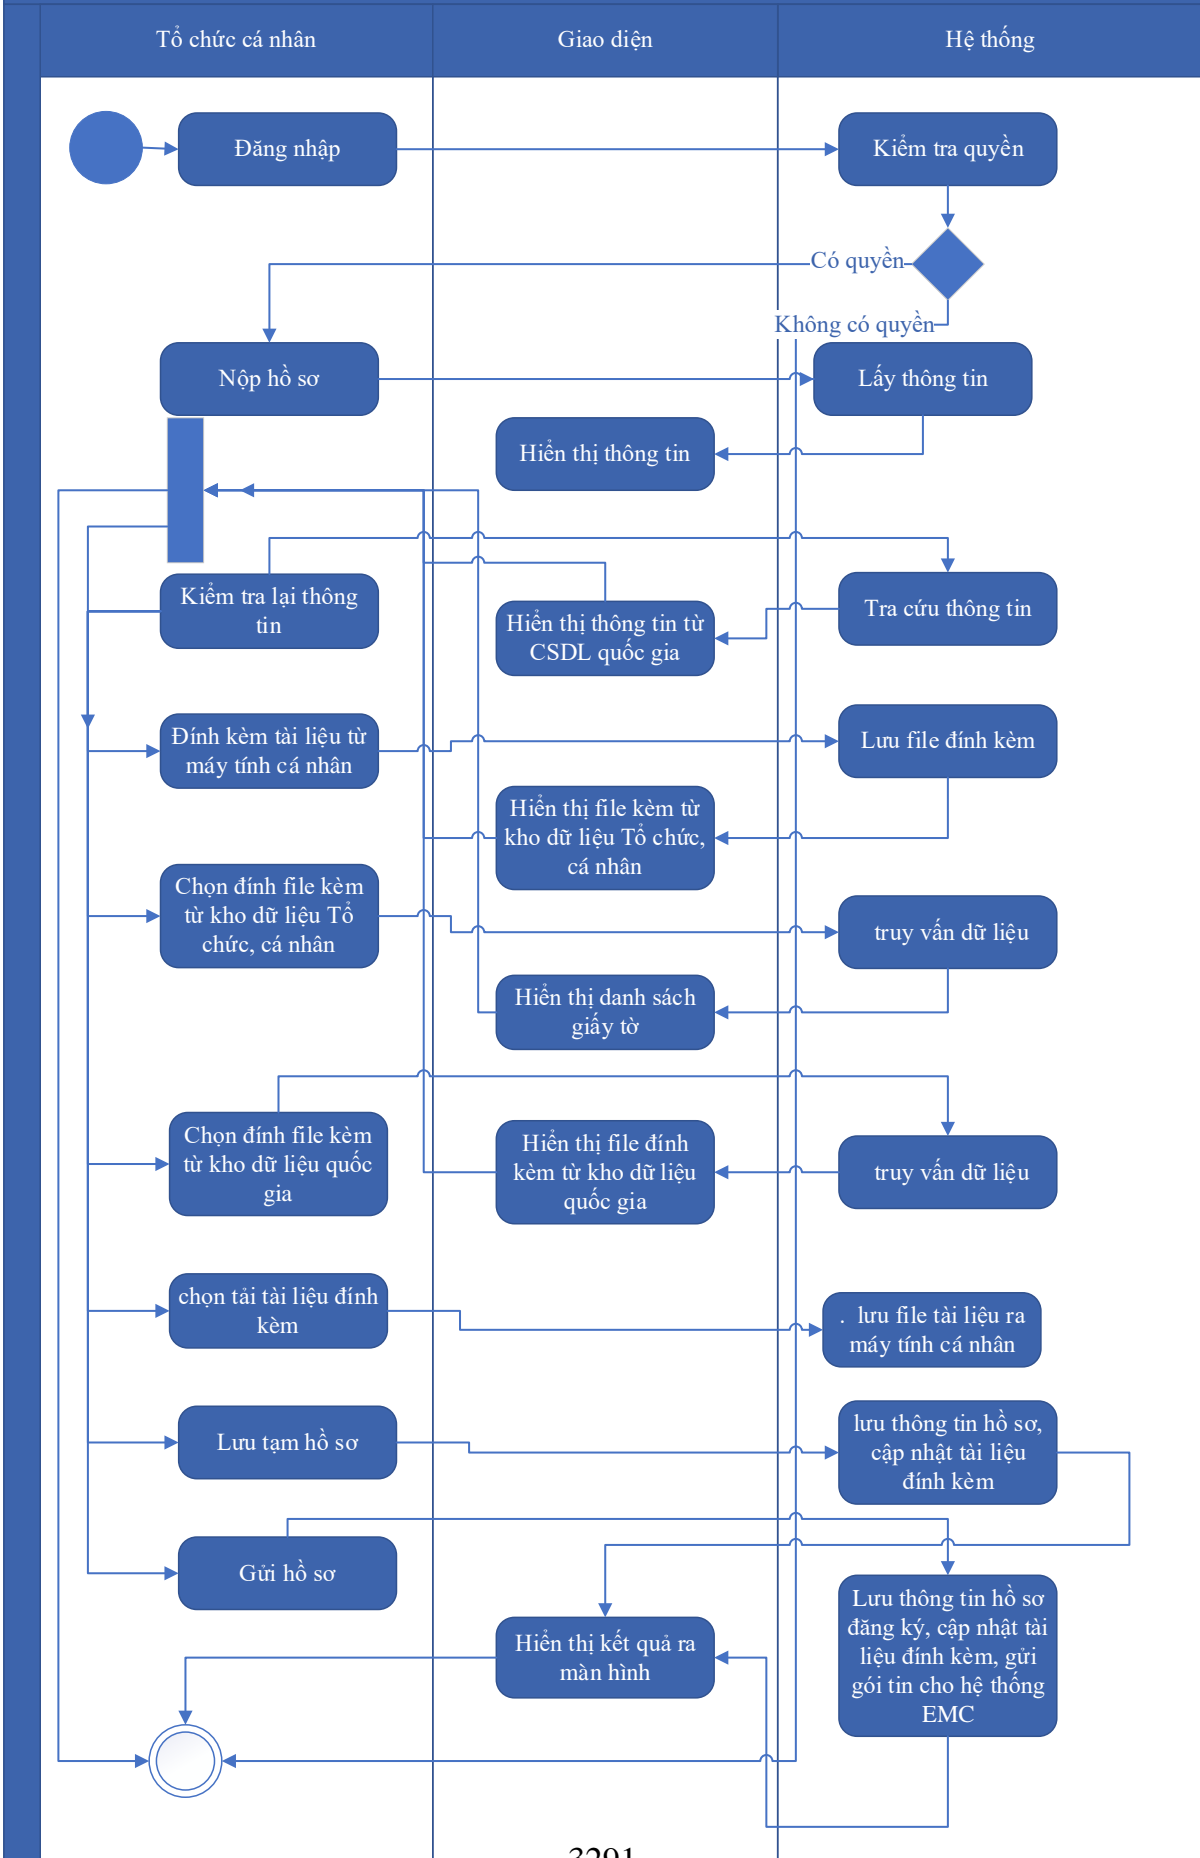 Tổ chức cá nhân
Giao diện
Hệ thống
Đăng nhập
Kiểm tra quyền
Có quyền
Không có quyền
Nộp hồ sơ
Lấy thông tin
Hiển thị thông tin
Kiểm tra lại thông
tin
Hiển thị thông tin từ
CSDL quốc gia
Tra cứu thông tin
Đính kèm tài liệu từ
máy tính cá nhân
Lưu file đính kèm
Hiển thị file kèm từ
kho dữ liệu Tổ chức,
cá nhân
Chọn đính file kèm
từ kho dữ liệu Tổ
chức, cá nhân
truy vấn dữ liệu
Hiển thị danh sách
giấy tờ
Chọn đính file kèm
từ kho dữ liệu quốc
gia
Hiển thị file đính
kèm từ kho dữ liệu
quốc gia
truy vấn dữ liệu
chọn tải tài liệu đính
kèm
. lưu file tài liệu ra
máy tính cá nhân
Lưu tạm hồ sơ
lưu thông tin hồ sơ,
cập nhật tài liệu
đính kèm
Gửi hồ sơ
Hiển thị kết quả ra
màn hình
Lưu thông tin hồ sơ
đăng ký, cập nhật tài
liệu đính kèm, gửi
gói tin cho hệ thống
EMC
3291